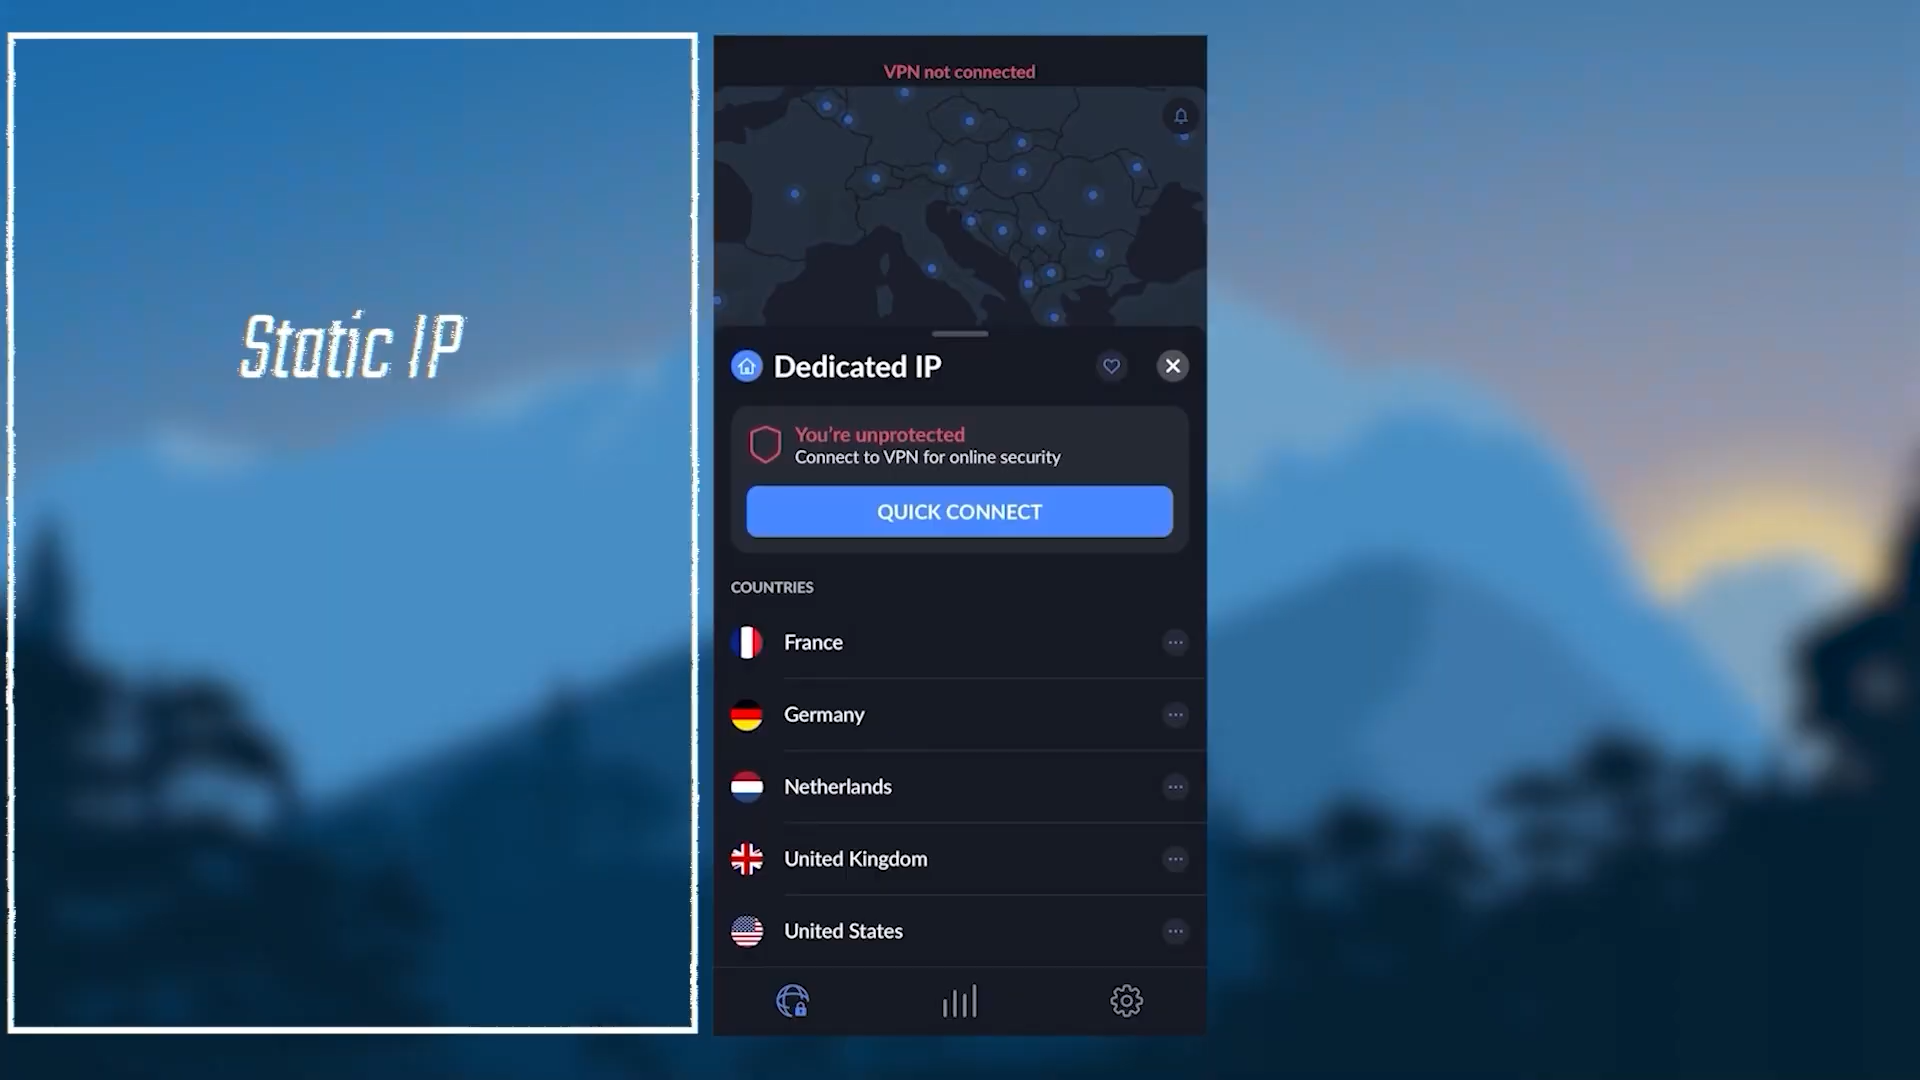 Static IP
VPN not connected
Dedicated IP
You're unprotected
Connect to VPN for online security
QUICK CONNECT
COUNTRIES
France
Germany
Netherlands
United Kingdom
United States